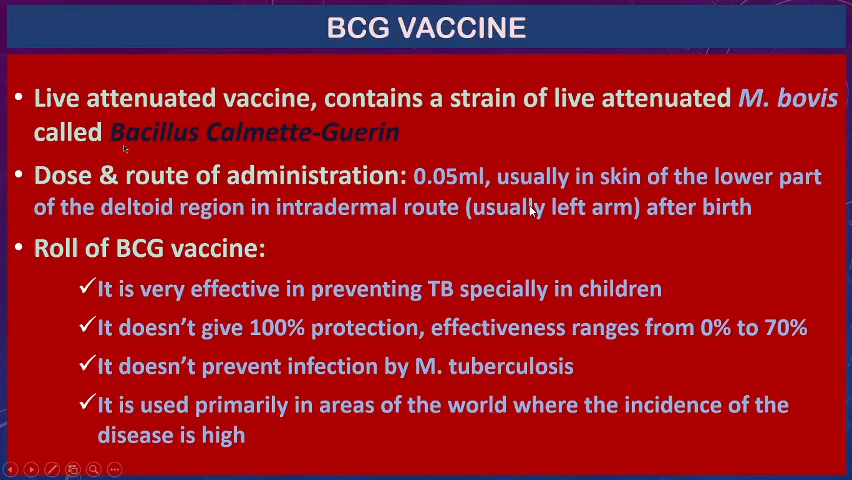 BCG VACCINE
• Live attenuated vaccine, contains a strain of live attenuated M. bovis
called Bacillus Calmette-Guerin
• Dose & route of administration: 0.05ml, usually in skin of the lower part
of the deltoid region in intradermal route (usually left arm) after birth
• Roll of BCG vaccine:
✓It is very effective in preventing TB specially in children
✓It doesn't give 100% protection, effectiveness ranges from 0% to 70%
✓It doesn't prevent infection by M. tuberculosis
✓It is used primarily in areas of the world where the incidence of the
disease is high